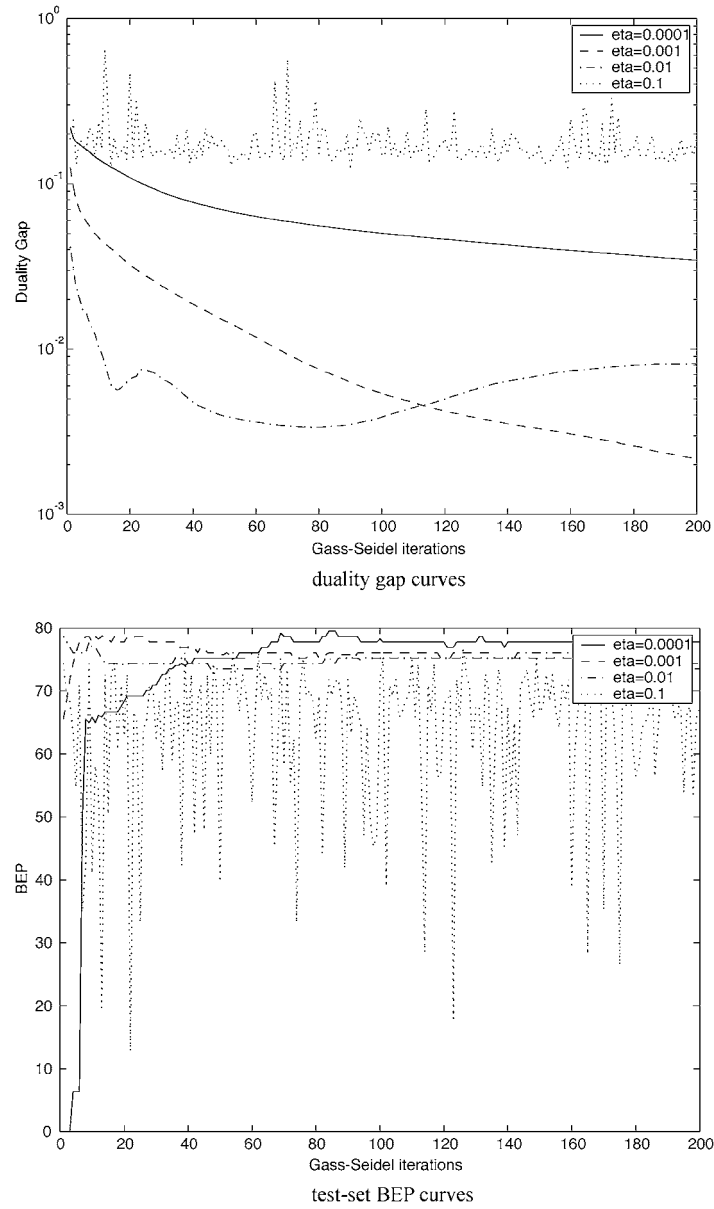 10^0
eta=0.0001
eta=0.001
eta=0.01
eta=0.1
10^-1
Duality Gap
10^-2
10^-3
0 20 40 60 80 100 120 140 160 180 200
Gass-Seidel iterations
duality gap curves
80
eta=0.0001
eta=0.001
eta=0.01
eta=0.1
70
60
50
BEP
40
30
20
10
0
0 20 40 60 80 100 120 140 160 180 200
Gass-Seidel iterations
test-set BEP curves